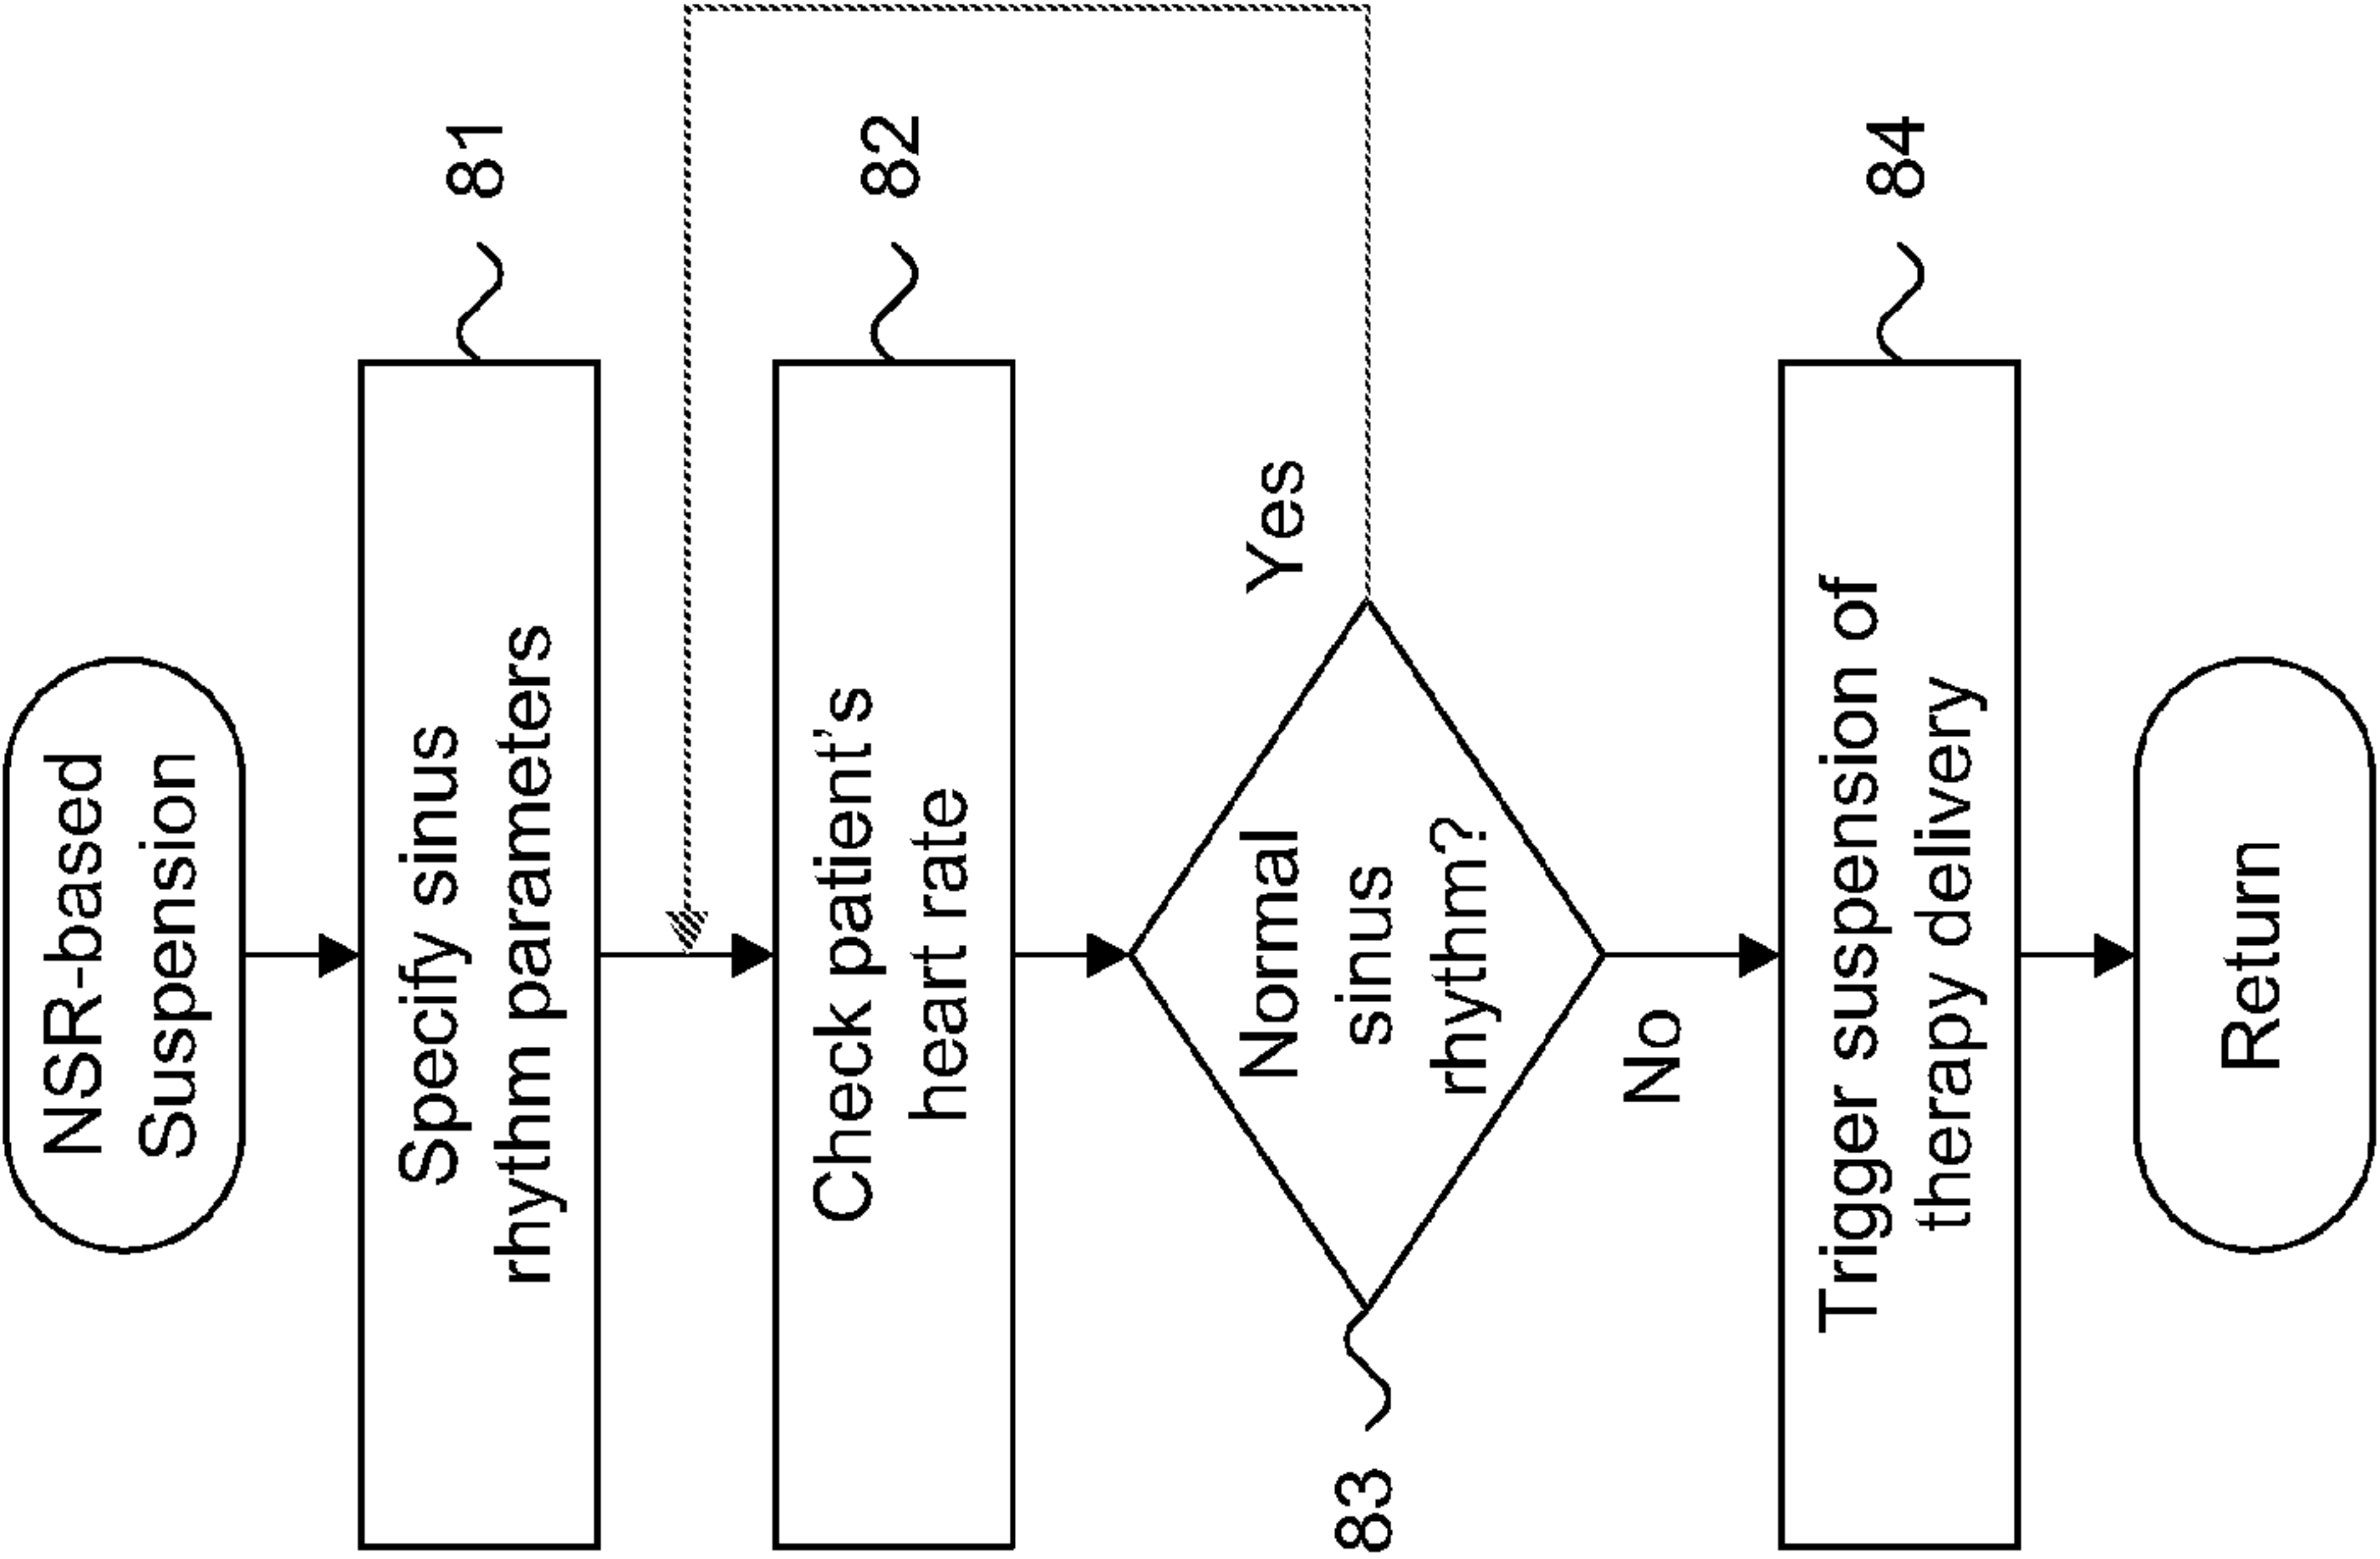 NSR-based
Suspension
Specify sinus
rhythm parameters
81
Check patient's
heart rate
82
Normal
sinus
rhythm?
Yes
83
No
Trigger suspension of
therapy delivery
84
Return